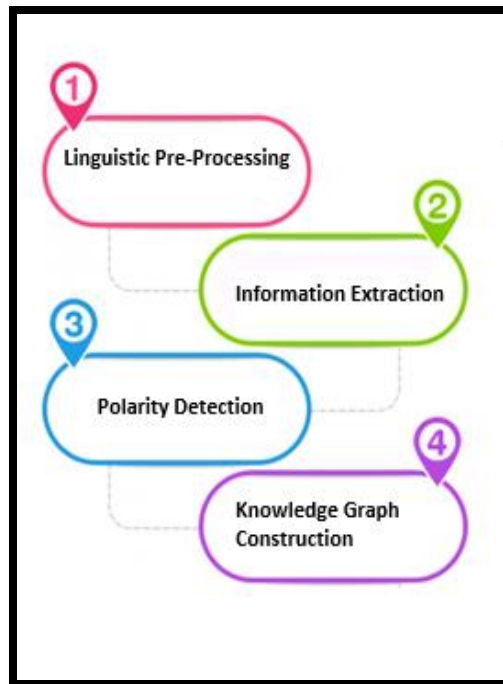 1
Linguistic Pre-Processing
2
Information Extraction
3
Polarity Detection
4
Knowledge Graph
Construction